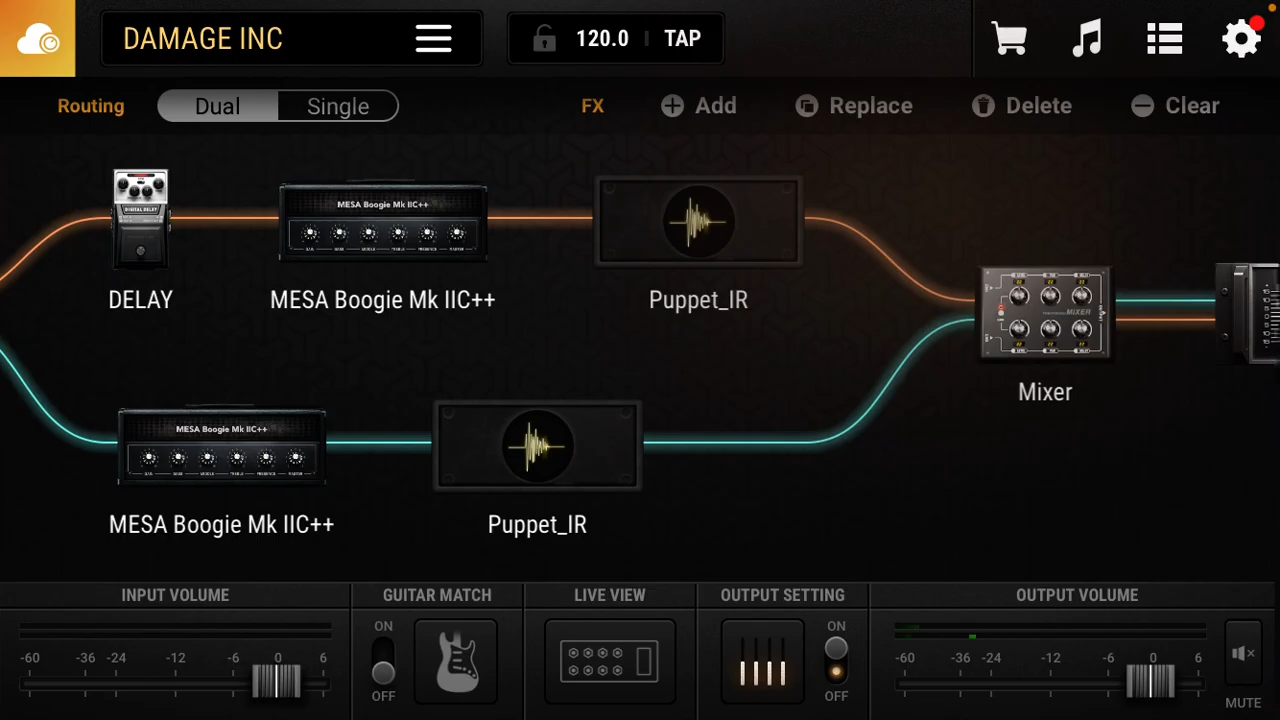 DAMAGE INC
120.0 TAP
Routing Dual Single FX Add Replace Delete Clear
MESA Boogie Mk IIC++
DIGITAL DELAY
DELAY MESA Boogie Mk IIC++ Puppet_IR
MIXER
Mixer
MESA Boogie Mk IIC++
MESA Boogie Mk IIC++ Puppet_IR
INPUT VOLUME GUITAR MATCH LIVE VIEW OUTPUT SETTING OUTPUT VOLUME
ON ON
-60 -36 -24 -12 -6 0 6 -60 -36 -24 -12 -6 0 6
OFF OFF MUTE